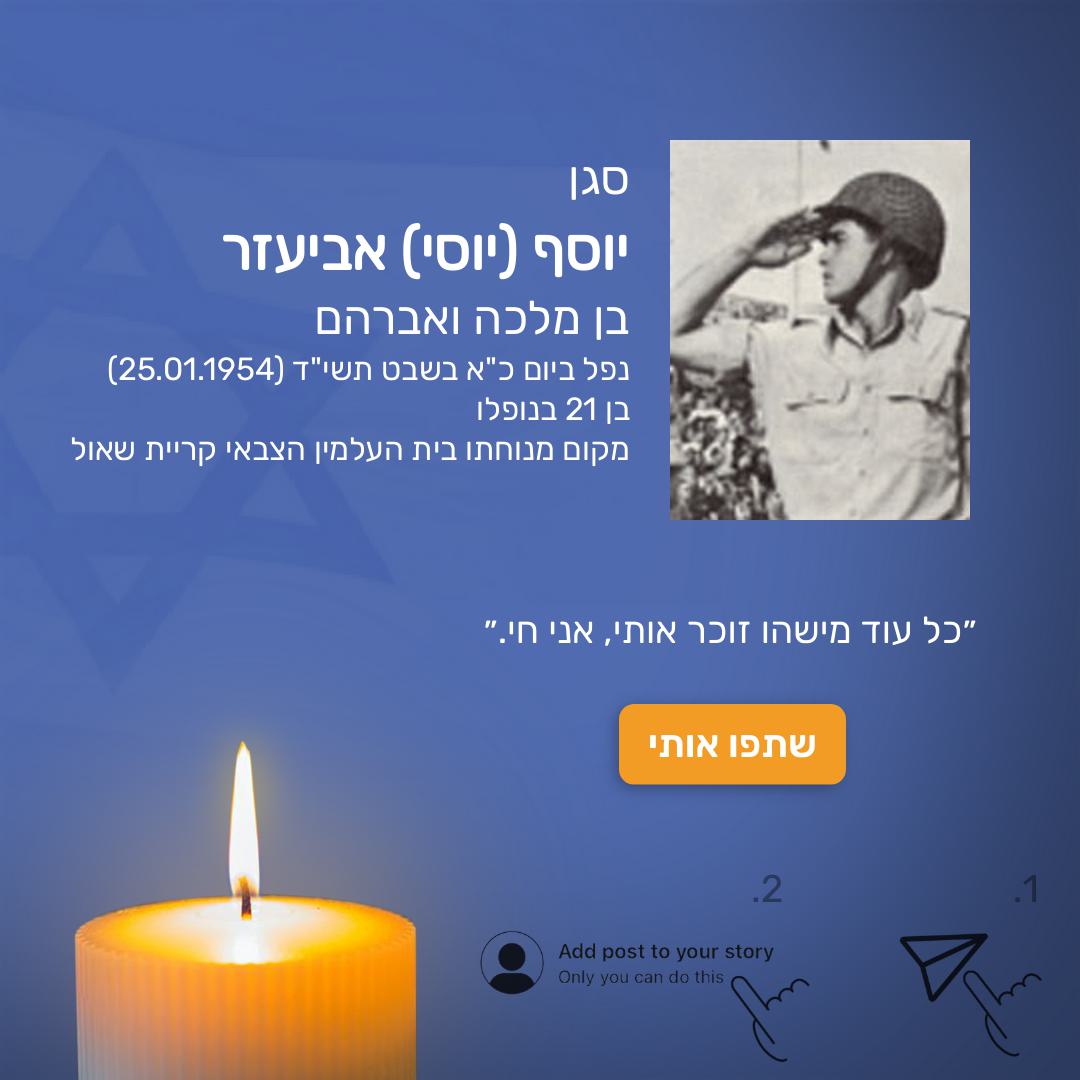 סגן
יוסף (יוסי) אביעזר
בן מלכה ואברהם
נפל ביום כ"א בשבט תשי"ד (25.01.1954)
בן 21 בנופלו
מקום מנוחתו בית העלמין הצבאי קריית שאול
״כל עוד מישהו זוכר אותי, אני חי.״
שתפו אותי
1.
2.
Add post to your story
Only you can do this